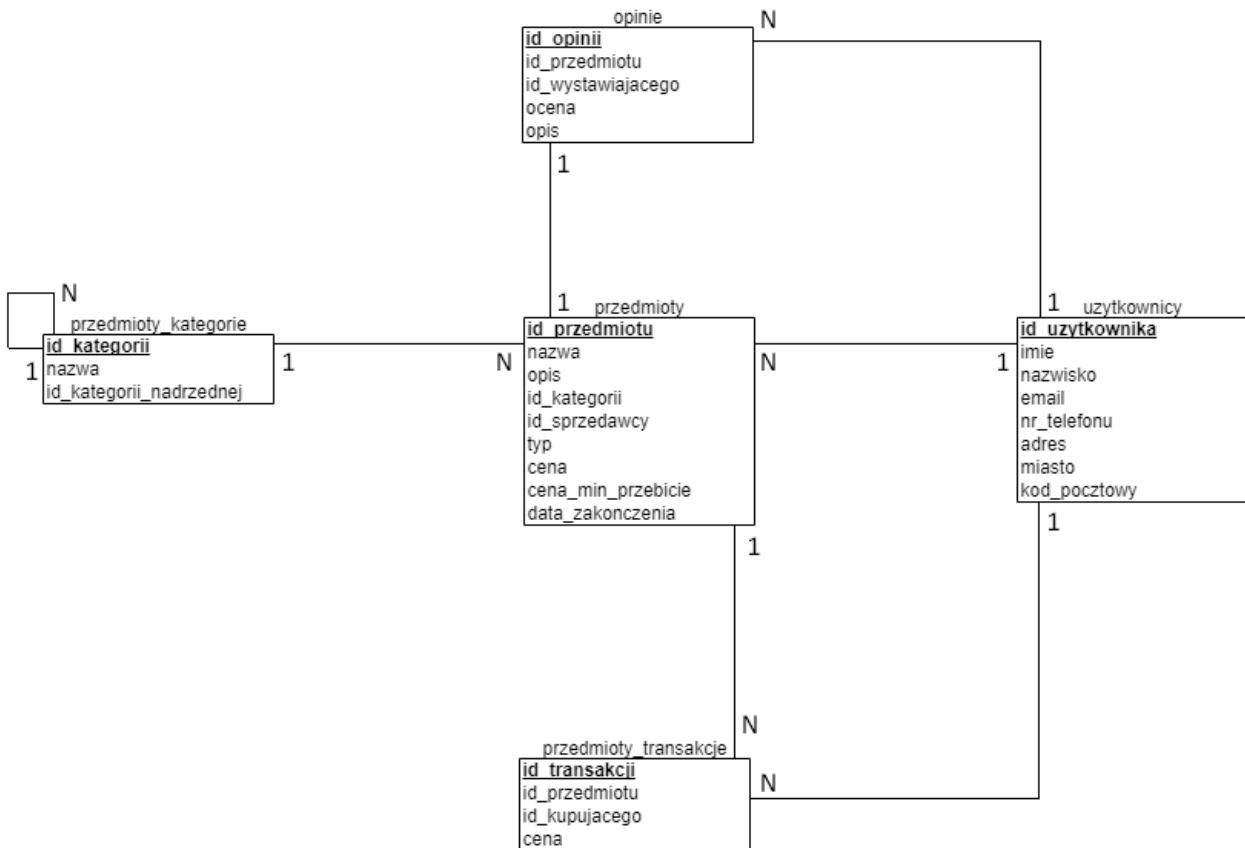 opinie
N
id_opinii
id_przedmiotu
id_wystawiajacego
ocena
opis
1
1
przedmioty
1
uzytkownicy
N
przedmioty_kategorie
id_kategorii
nazwa
id_kategorii_nadrzednej
1
1
N
id_przedmiotu
nazwa
opis
id_kategorii
id_sprzedawcy
typ
cena
cena_min_przebicie
data_zakonczenia
N
1
id_uzytkownika
imie
nazwisko
email
nr_telefonu
adres
miasto
kod_pocztowy
1
1
N
przedmioty_transakcje
id_transakcji
id_przedmiotu
id_kupujacego
cena
N